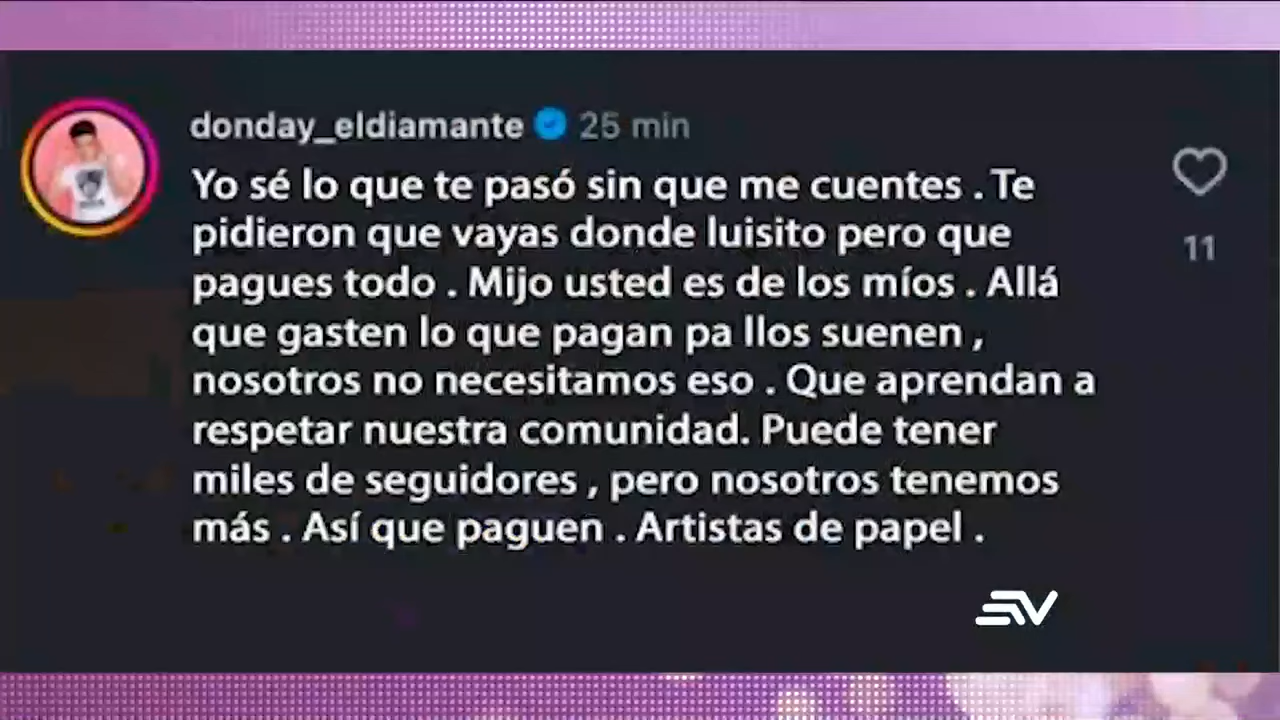 donday_eldiamante 25 min
Yo sé lo que te pasó sin que me cuentes . Te
pidieron que vayas donde luisito pero que
pagues todo . Mijo usted es de los míos . Allá
que gasten lo que pagan pa llos suenen ,
nosotros no necesitamos eso . Que aprendan a
respetar nuestra comunidad. Puede tener
miles de seguidores , pero nosotros tenemos
más . Así que paguen . Artistas de papel .
11